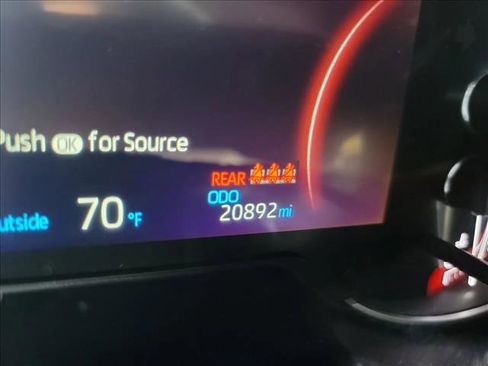 Push OK for Source
REAR
ODO
outside 70 °F 20892 mi